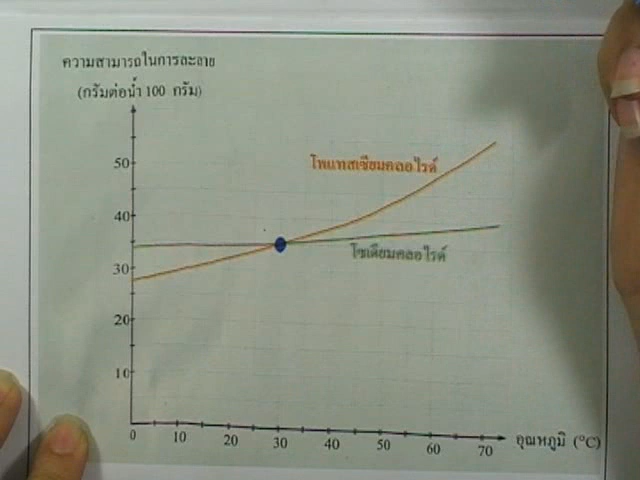 ความสามารถในการละลาย
(กรัมต่อน้ำ 100 กรัม)
50
โพแทสเซียมคลอไรด์
40
โซเดียมคลอไรด์
30
20
10
0 10 20 30 40 50 60 70 อุณหภูมิ (°C)